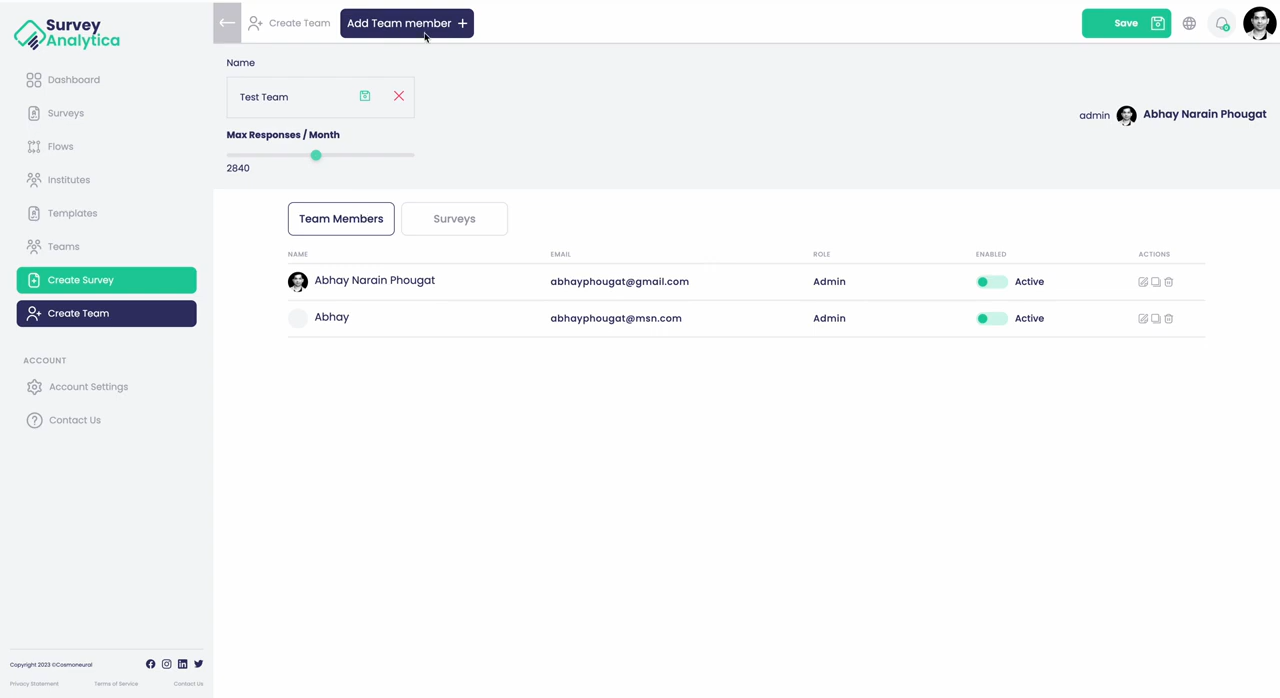 Survey
Analytica
Dashboard
Surveys
Flows
Institutes
Templates
Teams
Create Survey
Create Team
ACCOUNT
Account Settings
Contact Us
Copyright 2023 ©Cosmoneural
Privacy Statement Terms of Service Contact Us
Create Team Add Team member + Save
Name
Test Team
admin Abhay Narain Phougat
Max Responses / Month
2840
Team Members Surveys
NAME EMAIL ROLE ENABLED ACTIONS
Abhay Narain Phougat abhayphougat@gmail.com Admin Active
Abhay abhayphougat@msn.com Admin Active